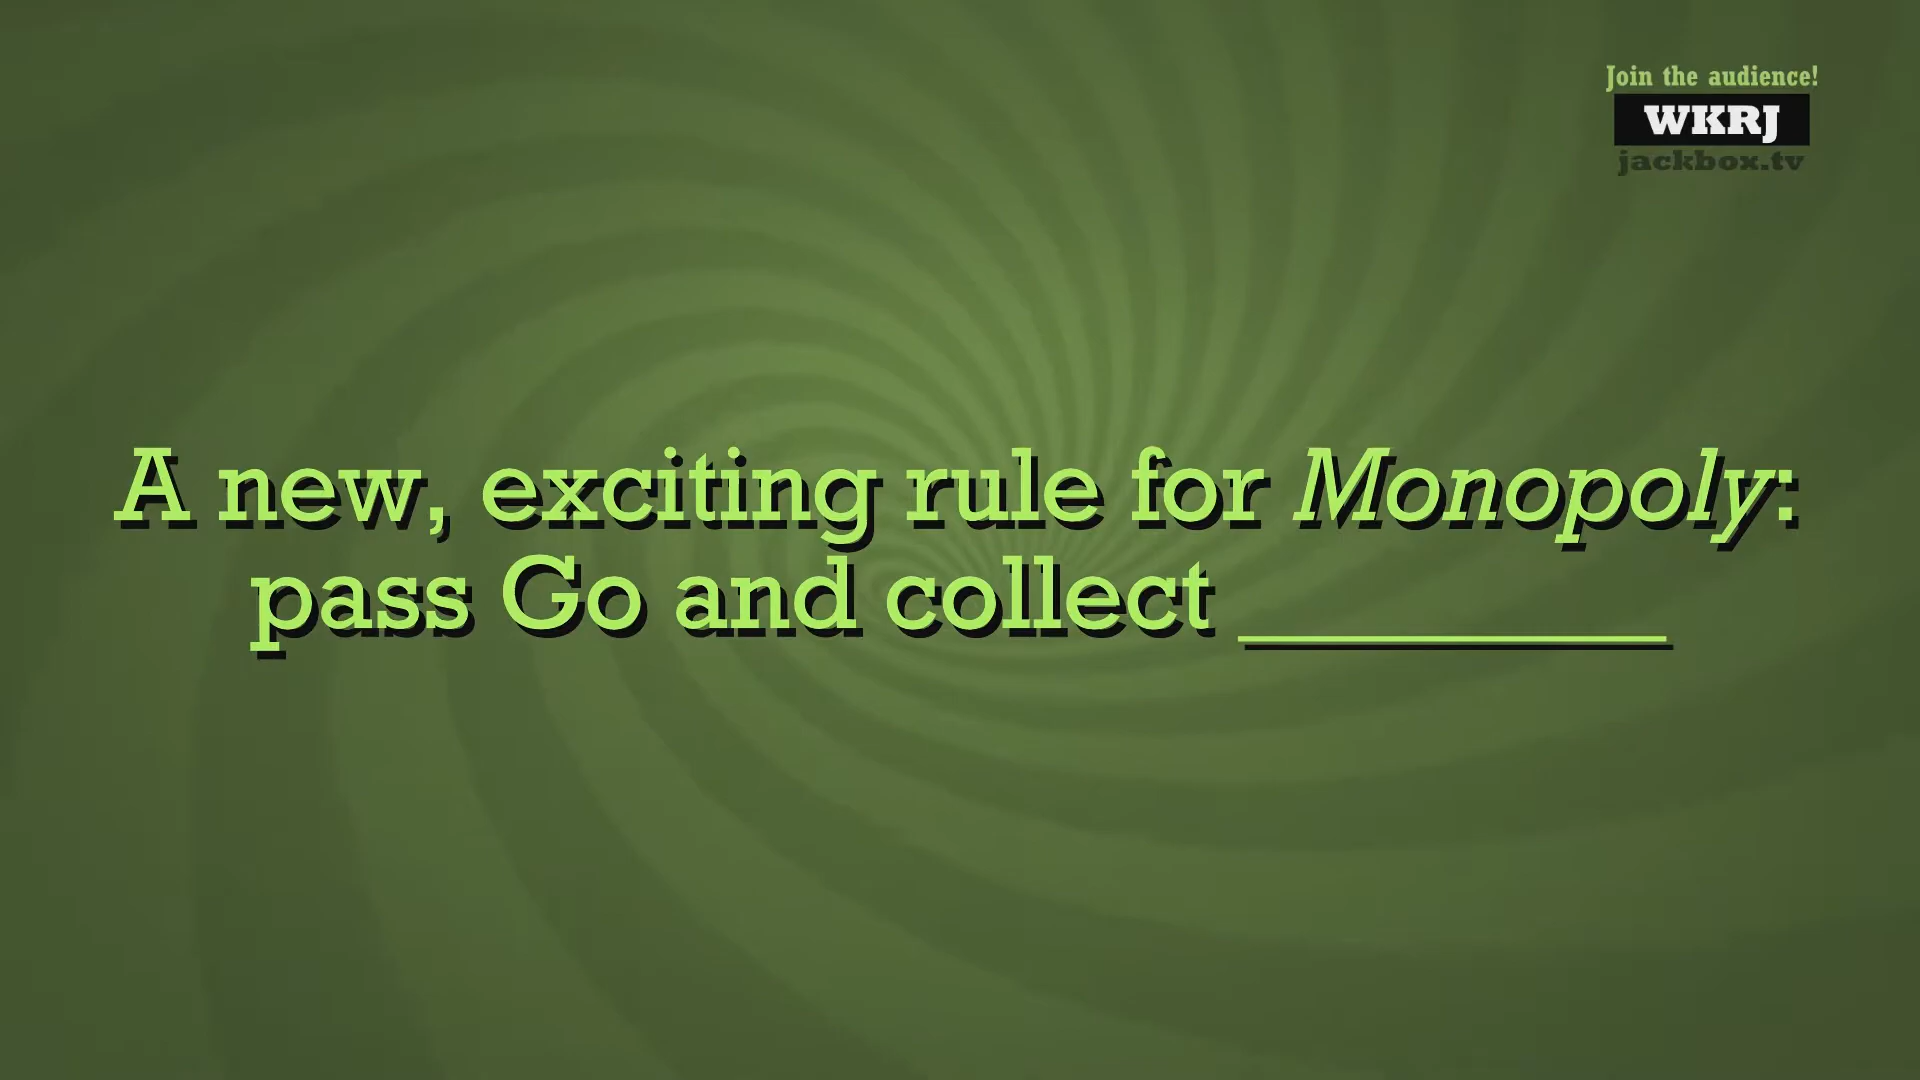 Join the audience!
WKRJ
jackbox.tv
A new, exciting rule for Monopoly:
pass Go and collect ________